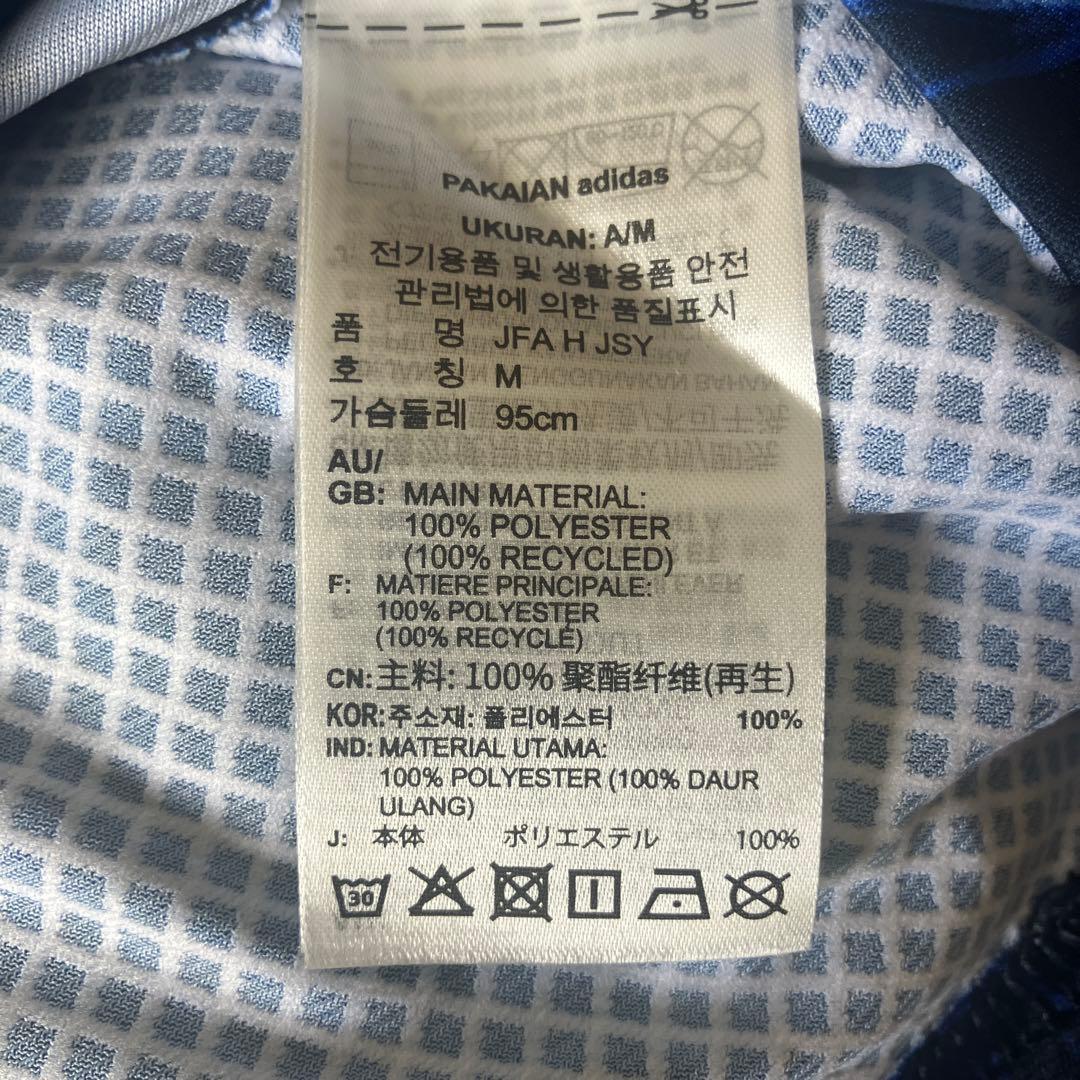 PAKAIAN adidas
UKURAN: A/M
전기용품 및 생활용품 안전
관리법에 의한 품질표시
품 명 JFA H JSY
호 칭 M
가슴둘레 95cm
AU/
GB: MAIN MATERIAL:
100% POLYESTER
(100% RECYCLED)
F: MATIERE PRINCIPALE:
100% POLYESTER
(100% RECYCLÉ)
CN: 主料: 100% 聚酯纤维(再生)
KOR: 주소재: 폴리에스터 100%
IND: MATERIAL UTAMA:
100% POLYESTER (100% DAUR
ULANG)
J: 本体 ポリエステル 100%
30